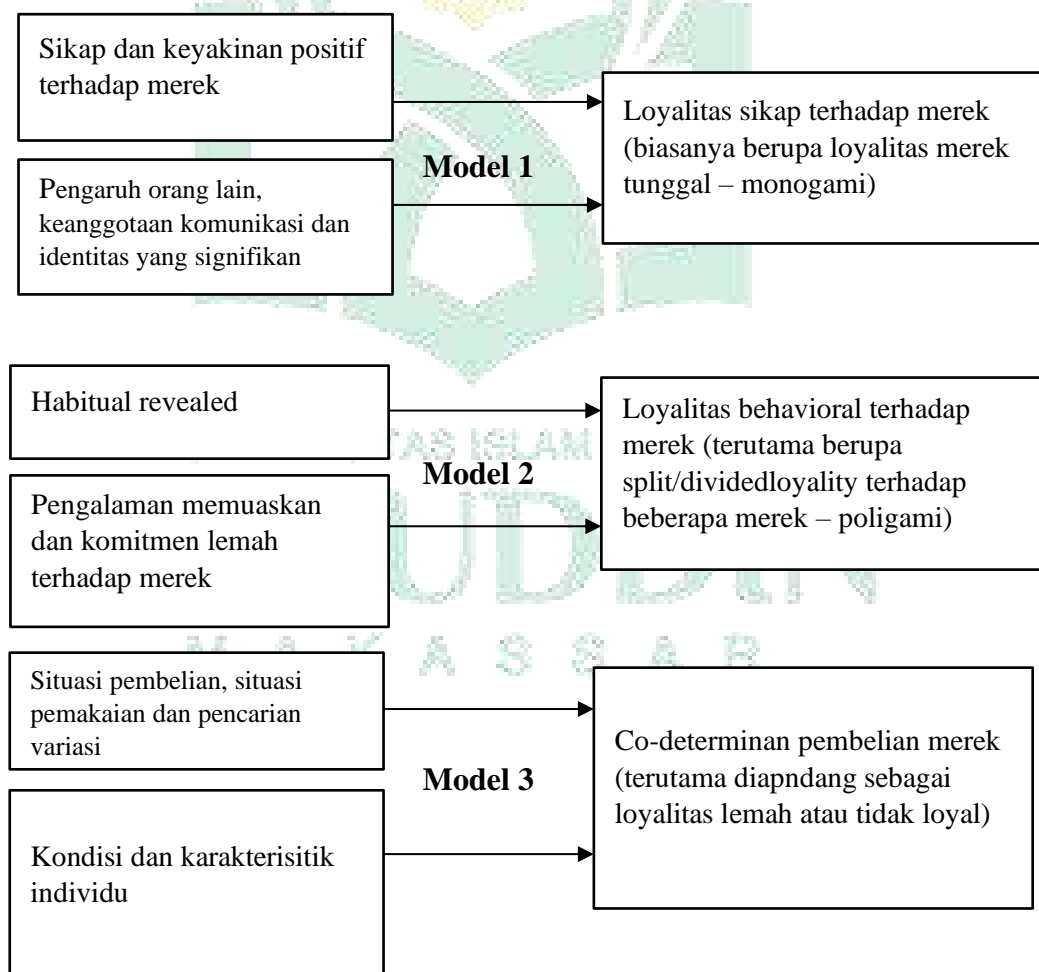 Sikap dan keyakinan positif
terhadap merek
Pengaruh orang lain,
keanggotaan komunikasi dan
identitas yang signifikan
Model 1
Loyalitas sikap terhadap merek
(biasanya berupa loyalitas merek
tunggal – monogami)
Habitual revealed
Pengalaman memuaskan
dan komitmen lemah
terhadap merek
Model 2
Loyalitas behavioral terhadap
merek (terutama berupa
split/dividedloyality terhadap
beberapa merek – poligami)
TAS ISLAM
UDDIN
M A K A S S A R
Situasi pembelian, situasi
pemakaian dan pencarian
variasi
Kondisi dan karakterisitik
individu
Model 3
Co-determinan pembelian merek
(terutama diapndang sebagai
loyalitas lemah atau tidak loyal)